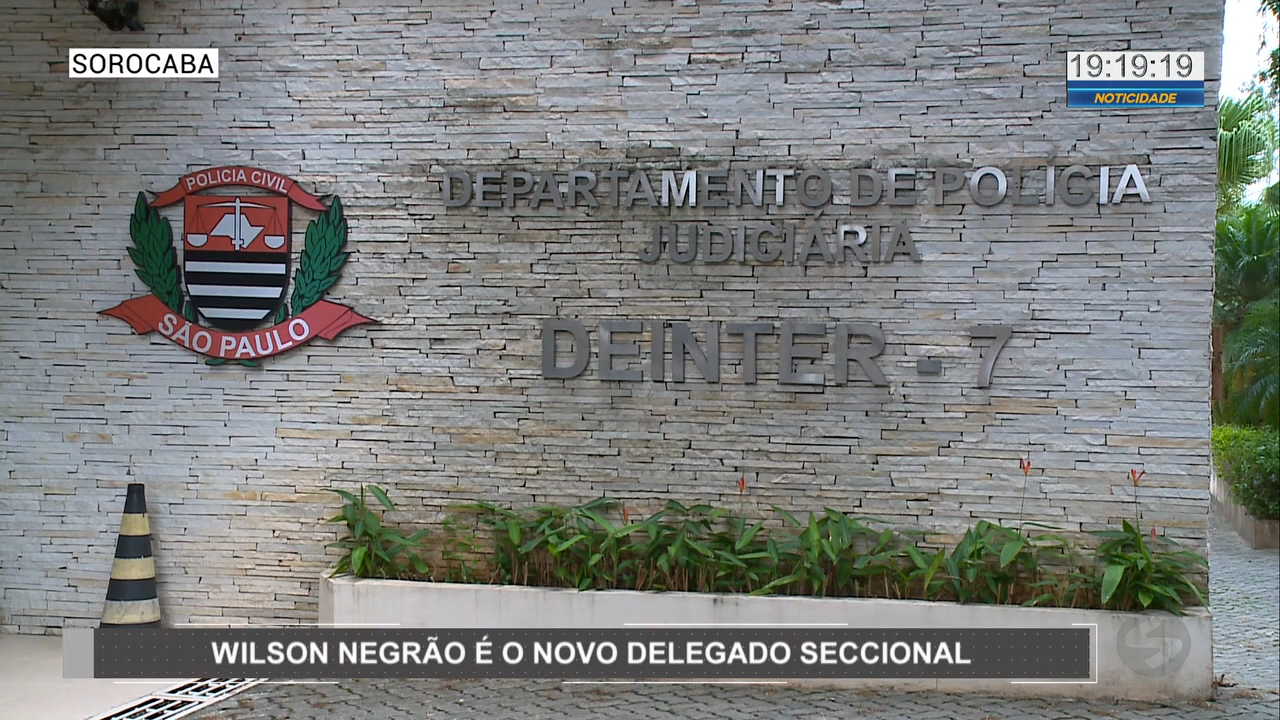 SOROCABA
19:19:19
NOTICIDADE
POLICIA CIVIL
SÃO PAULO
DEPARTAMENTO DE POLICIA
JUDICIÁRIA
DEINTER - 7
WILSON NEGRÃO É O NOVO DELEGADO SECCIONAL